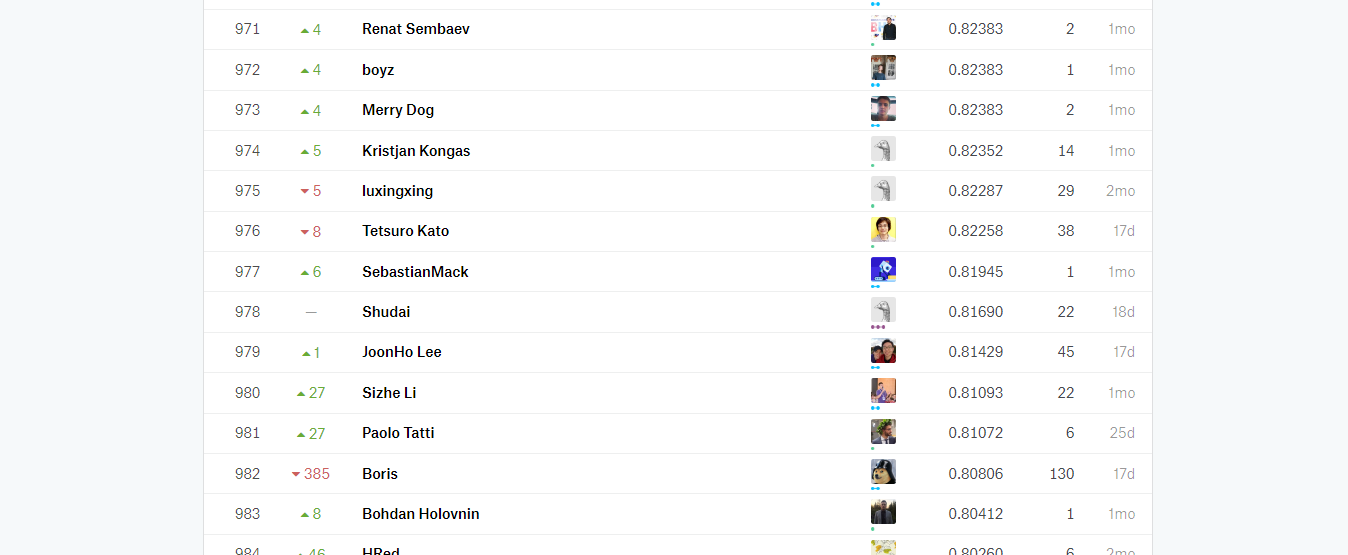 971 4 Renat Sembaev 0.82383 2 1mo
972 4 boyz 0.82383 1 1mo
973 4 Merry Dog 0.82383 2 1mo
974 5 Kristjan Kongas 0.82352 14 1mo
975 5 luxingxing 0.82287 29 2mo
976 8 Tetsuro Kato 0.82258 38 17d
977 6 SebastianMack 0.81945 1 1mo
978 — Shudai 0.81690 22 18d
979 1 JoonHo Lee 0.81429 45 17d
980 27 Sizhe Li 0.81093 22 1mo
981 27 Paolo Tatti 0.81072 6 25d
982 385 Boris 0.80806 130 17d
983 8 Bohdan Holovnin 0.80412 1 1mo
984 46 HRed 0.80260 6 2mo